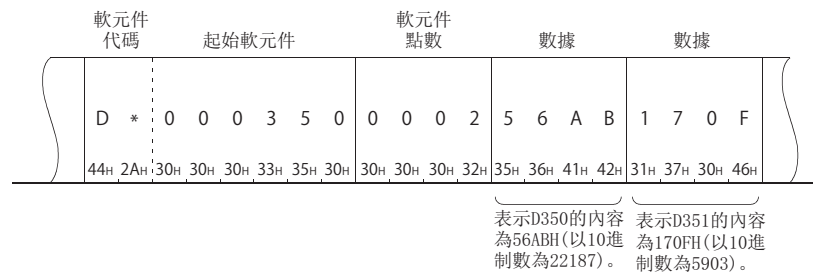 軟元件
代碼
起始軟元件
軟元件
點數
數據
數據
D * 0 0 0 3 5 0 0 0 0 2 5 6 A B 1 7 0 F
44H 2AH 30H 30H 30H 33H 35H 30H 30H 30H 30H 32H 35H 36H 41H 42H 31H 37H 30H 46H
表示D350的內容
為56ABH(以10進
制數為22187)。
表示D351的內容
為170FH(以10進
制數為5903)。